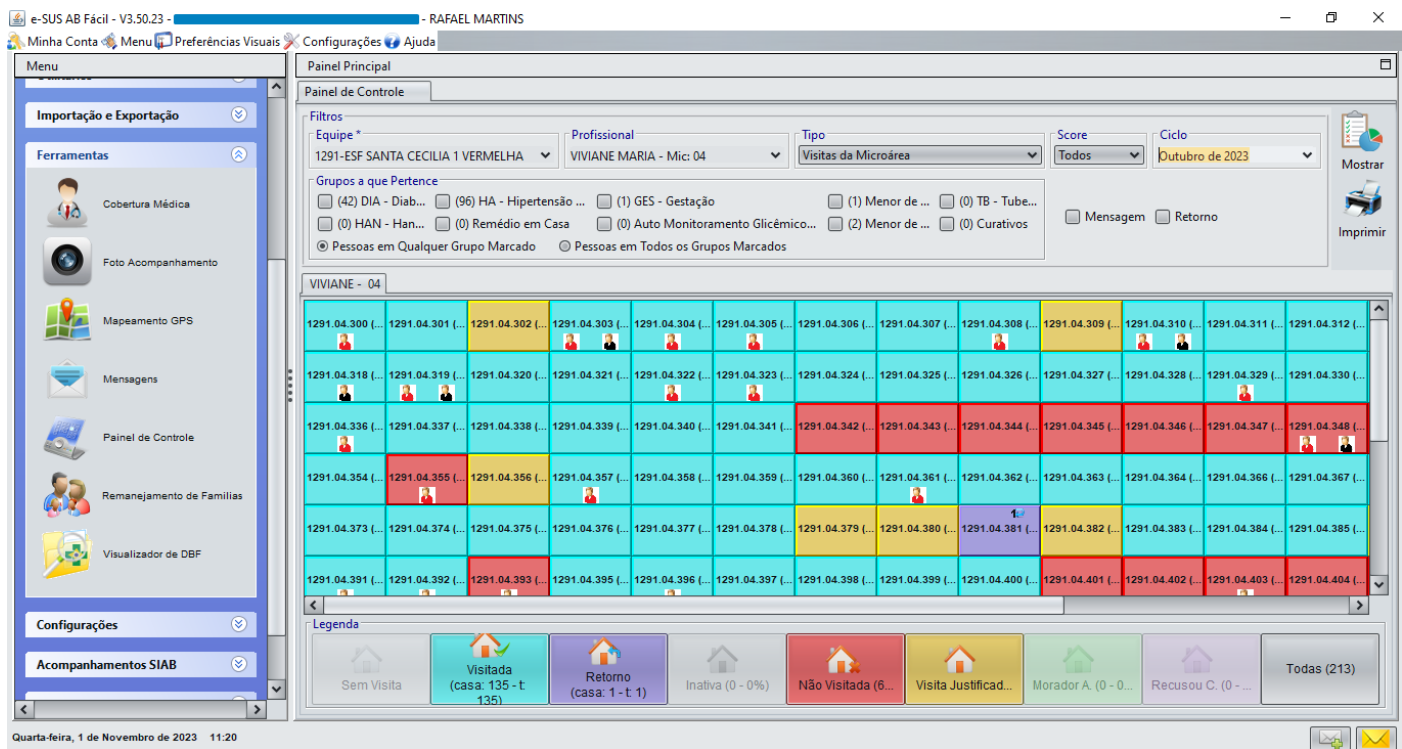 e-SUS AB Fácil - V3.50.23 - - RAFAEL MARTINS
Minha Conta Menu Preferências Visuais Configurações Ajuda
Menu
Importação e Exportação
Ferramentas
Cobertura Médica
Foto Acompanhamento
Mapeamento GPS
Mensagens
Painel de Controle
Remanejamento de Familias
Visualizador de DBF
Configurações
Acompanhamentos SIAB
Painel Principal
Painel de Controle
Filtros
Equipe * Profissional Tipo Score Ciclo
1291-ESF SANTA CECILIA 1 VERMELHA VIVIANE MARIA - Mic: 04 Visitas da Microárea Todos Outubro de 2023
Mostrar
Grupos a que Pertence
(42) DIA - Diab... (96) HA - Hipertensão ... (1) GES - Gestação (1) Menor de ... (0) TB - Tube...
(0) HAN - Han... (0) Remédio em Casa (0) Auto Monitoramento Glicêmico... (2) Menor de ... (0) Curativos
Mensagem Retorno
Imprimir
Pessoas em Qualquer Grupo Marcado Pessoas em Todos os Grupos Marcados
VIVIANE - 04
1291.04.300 (... 1291.04.301 (... 1291.04.302 (... 1291.04.303 (... 1291.04.304 (... 1291.04.305 (... 1291.04.306 (... 1291.04.307 (... 1291.04.308 (... 1291.04.309 (... 1291.04.310 (... 1291.04.311 (... 1291.04.312 (...
1291.04.318 (... 1291.04.319 (... 1291.04.320 (... 1291.04.321 (... 1291.04.322 (... 1291.04.323 (... 1291.04.324 (... 1291.04.325 (... 1291.04.326 (... 1291.04.327 (... 1291.04.328 (... 1291.04.329 (... 1291.04.330 (...
1291.04.336 (... 1291.04.337 (... 1291.04.338 (... 1291.04.339 (... 1291.04.340 (... 1291.04.341 (... 1291.04.342 (... 1291.04.343 (... 1291.04.344 (... 1291.04.345 (... 1291.04.346 (... 1291.04.347 (... 1291.04.348 (...
1291.04.354 (... 1291.04.355 (... 1291.04.356 (... 1291.04.357 (... 1291.04.358 (... 1291.04.359 (... 1291.04.360 (... 1291.04.361 (... 1291.04.362 (... 1291.04.363 (... 1291.04.364 (... 1291.04.366 (... 1291.04.367 (...
1
1291.04.373 (... 1291.04.374 (... 1291.04.375 (... 1291.04.376 (... 1291.04.377 (... 1291.04.378 (... 1291.04.379 (... 1291.04.380 (... 1291.04.381 (... 1291.04.382 (... 1291.04.383 (... 1291.04.384 (... 1291.04.385 (...
1291.04.391 (... 1291.04.392 (... 1291.04.393 (... 1291.04.395 (... 1291.04.396 (... 1291.04.397 (... 1291.04.398 (... 1291.04.399 (... 1291.04.400 (... 1291.04.401 (... 1291.04.402 (... 1291.04.403 (... 1291.04.404 (...
Legenda
Sem Visita
Visitada
(casa: 135 - t:
135)
Retorno
(casa: 1 - t: 1)
Inativa (0 - 0%)
Não Visitada (6...
Visita Justificad...
Morador A. (0 - 0...
Recusou C. (0 - ...
Todas (213)
Quarta-feira, 1 de Novembro de 2023 11:20